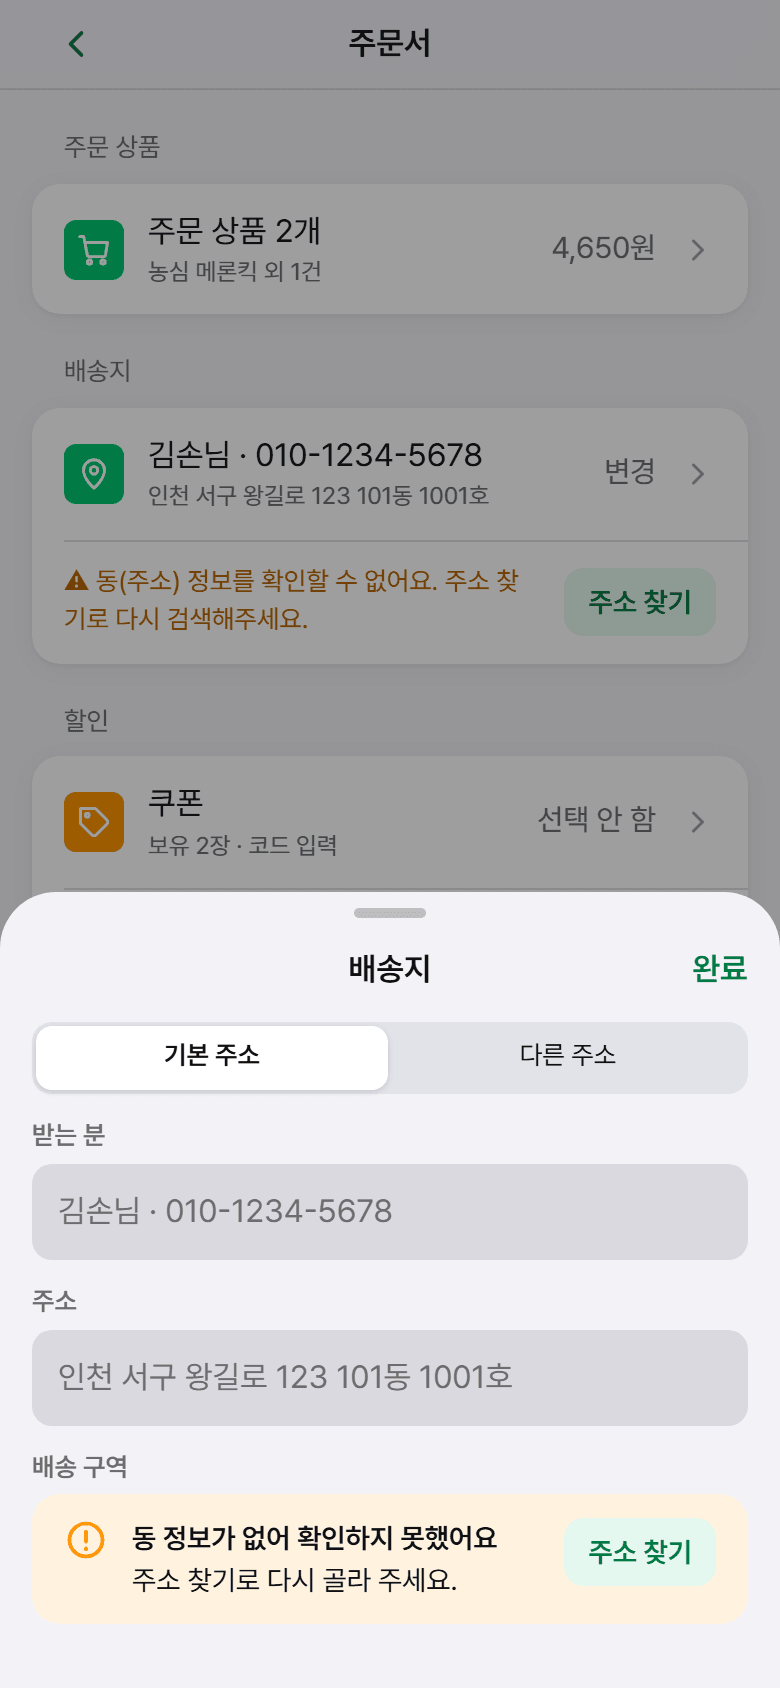 주문서
주문 상품
주문 상품 2개
농심 메론킥 외 1건
4,650원
배송지
김손님 · 010-1234-5678
인천 서구 왕길로 123 101동 1001호
변경
동(주소) 정보를 확인할 수 없어요. 주소 찾
기로 다시 검색해주세요.
주소 찾기
할인
쿠폰
보유 2장 · 코드 입력
선택 안 함
배송지
완료
기본 주소
다른 주소
받는 분
김손님 · 010-1234-5678
주소
인천 서구 왕길로 123 101동 1001호
배송 구역
동 정보가 없어 확인하지 못했어요
주소 찾기로 다시 골라 주세요.
주소 찾기